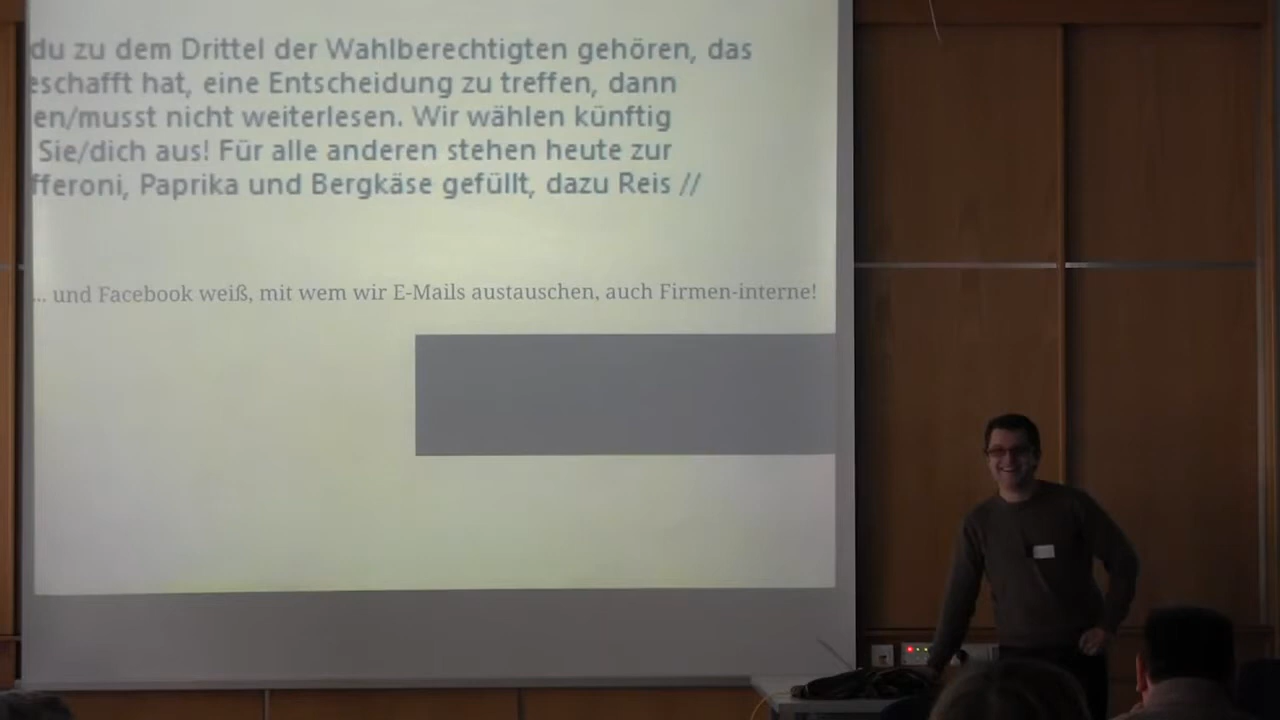 du zu dem Drittel der Wahlberechtigten gehören, das
eschafft hat, eine Entscheidung zu treffen, dann
en/musst nicht weiterlesen. Wir wählen künftig
Sie/dich aus! Für alle anderen stehen heute zur
fferoni, Paprika und Bergkäse gefüllt, dazu Reis //
... und Facebook weiß, mit wem wir E-Mails austauschen, auch Firmen-interne!